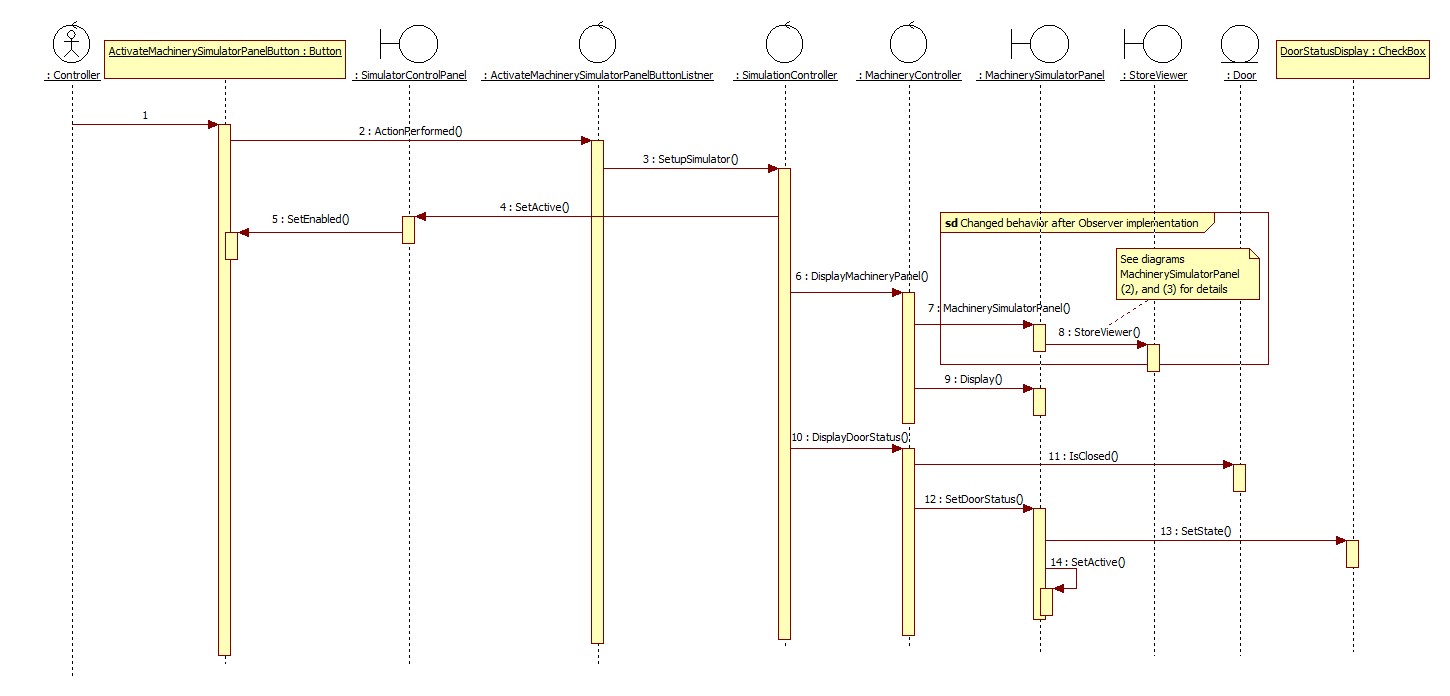 ActivateMachinerySimulatorPanelButton : Button
DoorStatusDisplay : CheckBox
: Controller
: SimulatorControlPanel
: ActivateMachinerySimulatorPanelButtonListner
: SimulationController
: MachineryController
: MachinerySimulatorPanel
: StoreViewer
: Door
1
2 : ActionPerformed()
3 : SetupSimulator()
4 : SetActive()
5 : SetEnabled()
sd Changed behavior after Observer implementation
See diagrams
MachinerySimulatorPanel
(2), and (3) for details
6 : DisplayMachineryPanel()
7 : MachinerySimulatorPanel()
8 : StoreViewer()
9 : Display()
10 : DisplayDoorStatus()
11 : IsClosed()
12 : SetDoorStatus()
13 : SetState()
14 : SetActive()